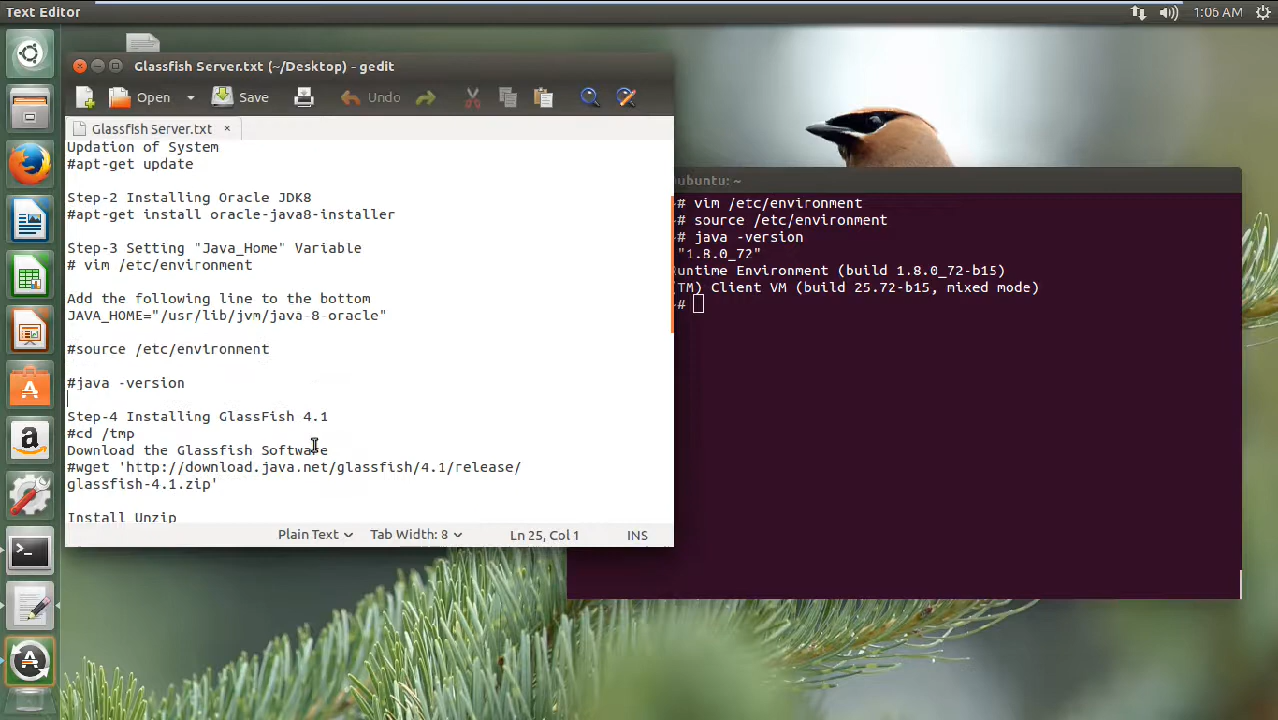 Text Editor
1:06 AM
Glassfish Server.txt (~/Desktop) - gedit
Open
Save
Undo
Glassfish Server.txt ×
Updation of System
#apt-get update
Step-2 Installing Oracle JDK8
#apt-get install oracle-java8-installer
Step-3 Setting "Java_Home" Variable
# vim /etc/environment
Add the following line to the bottom
JAVA_HOME="/usr/lib/jvm/java-8-oracle"
#source /etc/environment
#java -version
Step-4 Installing GlassFish 4.1
#cd /tmp
Download the Glassfish Software
#wget 'http://download.java.net/glassfish/4.1/release/
glassfish-4.1.zip'
Install Unzip
Plain Text
Tab Width: 8
Ln 25, Col 1
INS
ubuntu: ~
# vim /etc/environment
# source /etc/environment
# java -version
"1.8.0_72"
untime Environment (build 1.8.0_72-b15)
(TM) Client VM (build 25.72-b15, mixed mode)
#